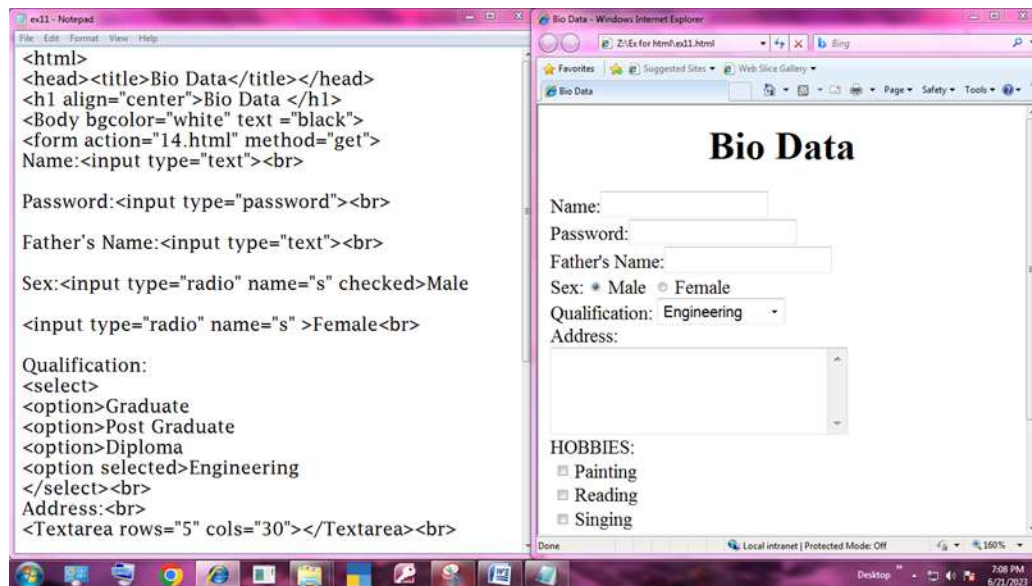 ex11 - Notepad
File Edit Format View Help
<html>
<head><title>Bio Data</title></head>
<h1 align="center">Bio Data </h1>
<Body bgcolor="white" text ="black">
<form action="14.html" method="get">
Name:<input type="text"><br>
Password:<input type="password"><br>
Father's Name:<input type="text"><br>
Sex:<input type="radio" name="s" checked>Male
<input type="radio" name="s" >Female<br>
Qualification:
<select>
<option>Graduate
<option>Post Graduate
<option>Diploma
<option selected>Engineering
</select><br>
Address:<br>
<Textarea rows="5" cols="30"></Textarea><br>
Bio Data - Windows Internet Explorer
Z:\Ex for html\ex11.html
Bing
Favorites Suggested Sites Web Slice Gallery
Bio Data
Page Safety Tools
Bio Data
Name:
Password:
Father's Name:
Sex: Male Female
Qualification: Engineering
Address:
HOBBIES:
Painting
Reading
Singing
Done Local intranet | Protected Mode: Off 160%
Desktop
7:08 PM
6/21/2023